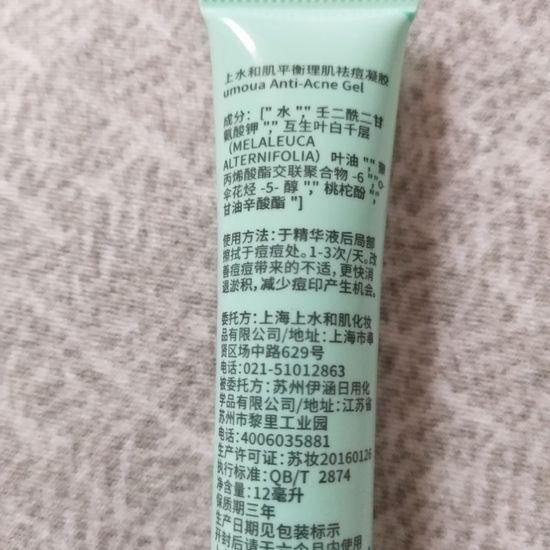 上水和肌平衡理肌祛痘凝胶
umoua Anti-Acne Gel
成分：["水","壬二酰二甘
氨酸钾","互生叶白千层
（MELALEUCA
ALTERNIFOLIA）叶油","聚
丙烯酸酯交联聚合物-6","o-
伞花烃-5-醇","桃柁酚","
甘油辛酸酯"]
使用方法：于精华液后局部
擦拭于痘痘处。1-3次/天。改
善痘痘带来的不适，更快消
退淤积，减少痘印产生机会。
委托方：上海上水和肌化妆
品有限公司/地址：上海市奉
贤区场中路629号
电话：021-51012863
被委托方：苏州伊涵日用化
学品有限公司/地址：江苏省
苏州市黎里工业园
电话：4006035881
生产许可证：苏妆20160126
执行标准：QB/T 2874
净含量：12毫升
保质期三年
生产日期见包装标示
开封后请于六个月内使用